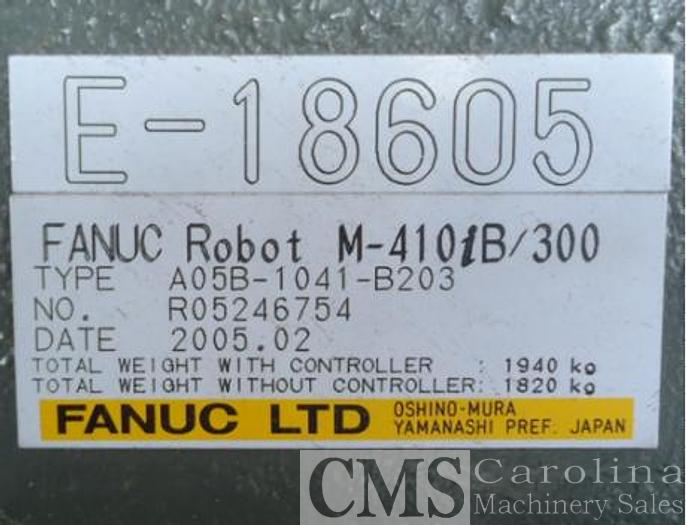 E-18605
FANUC Robot M-410iB/300
TYPE A05B-1041-B203
NO. R05246754
DATE 2005.02
TOTAL WEIGHT WITH CONTROLLER : 1940 kg
TOTAL WEIGHT WITHOUT CONTROLLER: 1820 kg
FANUC LTD OSHINO-MURA
YAMANASHI PREF. JAPAN
CMS Carolina
Machinery Sales